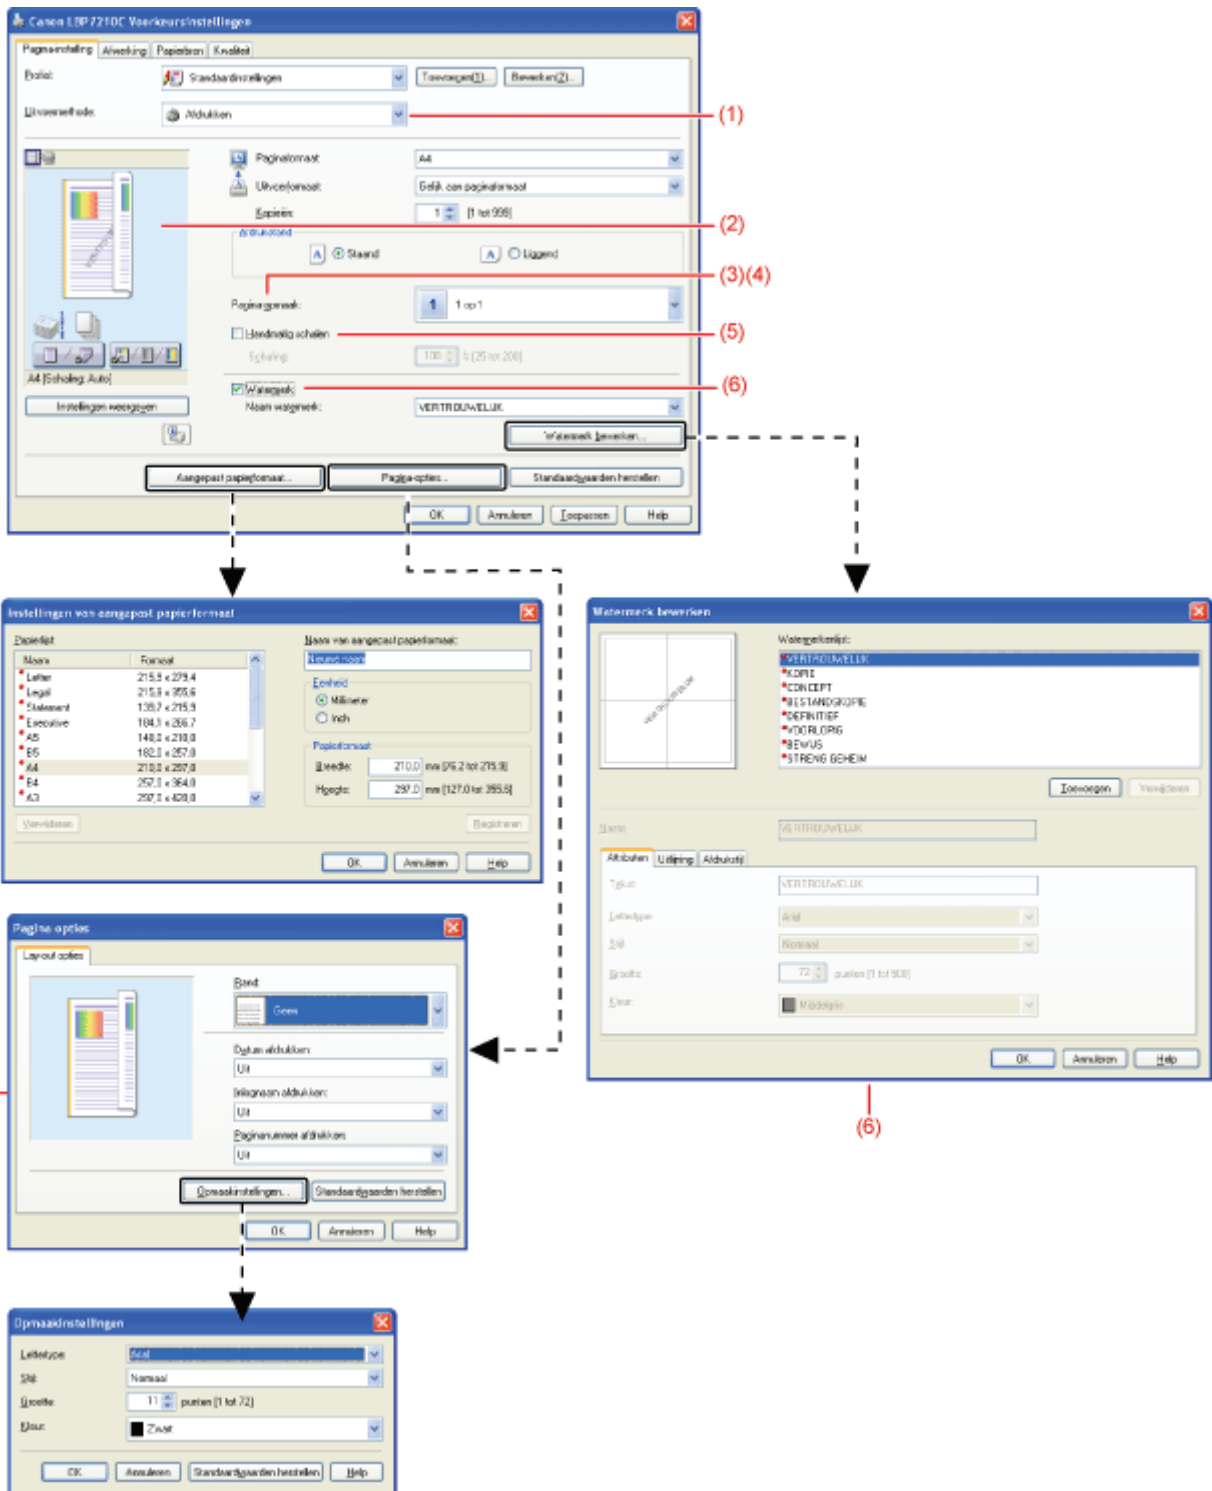 Canon LBP7210C Voorkeursinstellingen
Pagina-instelling Afwerking Papierbron Kwaliteit
Profiel: Standaardinstellingen Toevoegen(1)... Bewerken(2)...
Uitvoermethode: Afdrukken (1)
Paginaformaat: A4
Uitvoerformaat: Gelijk aan paginaformaat
Kopieën: 1 [1 tot 999]
(2)
Afdrukstand
A Staand A Liggend
(3)(4)
Pagina-opmaak: 1 1 op 1
Handmatig schalen (5)
Schaling: 100 % [25 tot 200]
A4 [Schaling: Auto]
Watermerk (6)
Instellingen weergeven Naam watermerk: VERTROUWELIJK
Watermerk bewerken...
Aangepast papierformaat... Pagina-opties... Standaardwaarden herstellen
OK Annuleren Toepassen Help
Instellingen van aangepast papierformaat
Papierlijst Naam van aangepast papierformaat:
Naam Formaat
Letter 215,9 x 279,4
Legal 215,9 x 355,6
Statement 139,7 x 215,9
Executive 184,1 x 266,7
A5 148,0 x 210,0
B5 182,0 x 257,0
A4 210,0 x 297,0
B4 257,0 x 364,0
A3 297,0 x 420,0
Eenheid
Millimeter
Inch
Papierformaat
Breedte: 210,0 mm [76,2 tot 215,9]
Hoogte: 297,0 mm [127,0 tot 355,6]
Verwijderen Registreren
OK Annuleren Help
Watermerk bewerken
VERTROUWELIJK
Watermerkenlijst:
VERTROUWELIJK
KOPIE
CONCEPT
BESTANDSKOPIE
DEFINITIEF
VOORLOPIG
BEWIJS
STRENG GEHEIM
Toevoegen Verwijderen
Naam: VERTROUWELIJK
Attributen Uitlijning Afdrukstijl
Tekst: VERTROUWELIJK
Lettertype: Arial
Stijl: Normaal
Grootte: 72 punten [1 tot 500]
Kleur: Middelgrijs
OK Annuleren Help
(6)
Pagina opties
Lay-out opties
Rand:
Geen
Datum afdrukken:
Uit
Inlognaam afdrukken:
Uit
Paginanummer afdrukken:
Uit
Opmaakinstellingen... Standaardwaarden herstellen
OK Annuleren Help
Opmaakinstellingen
Lettertype: Arial
Stijl: Normaal
Grootte: 11 punten [1 tot 72]
Kleur: Zwart
OK Annuleren Standaardwaarden herstellen Help